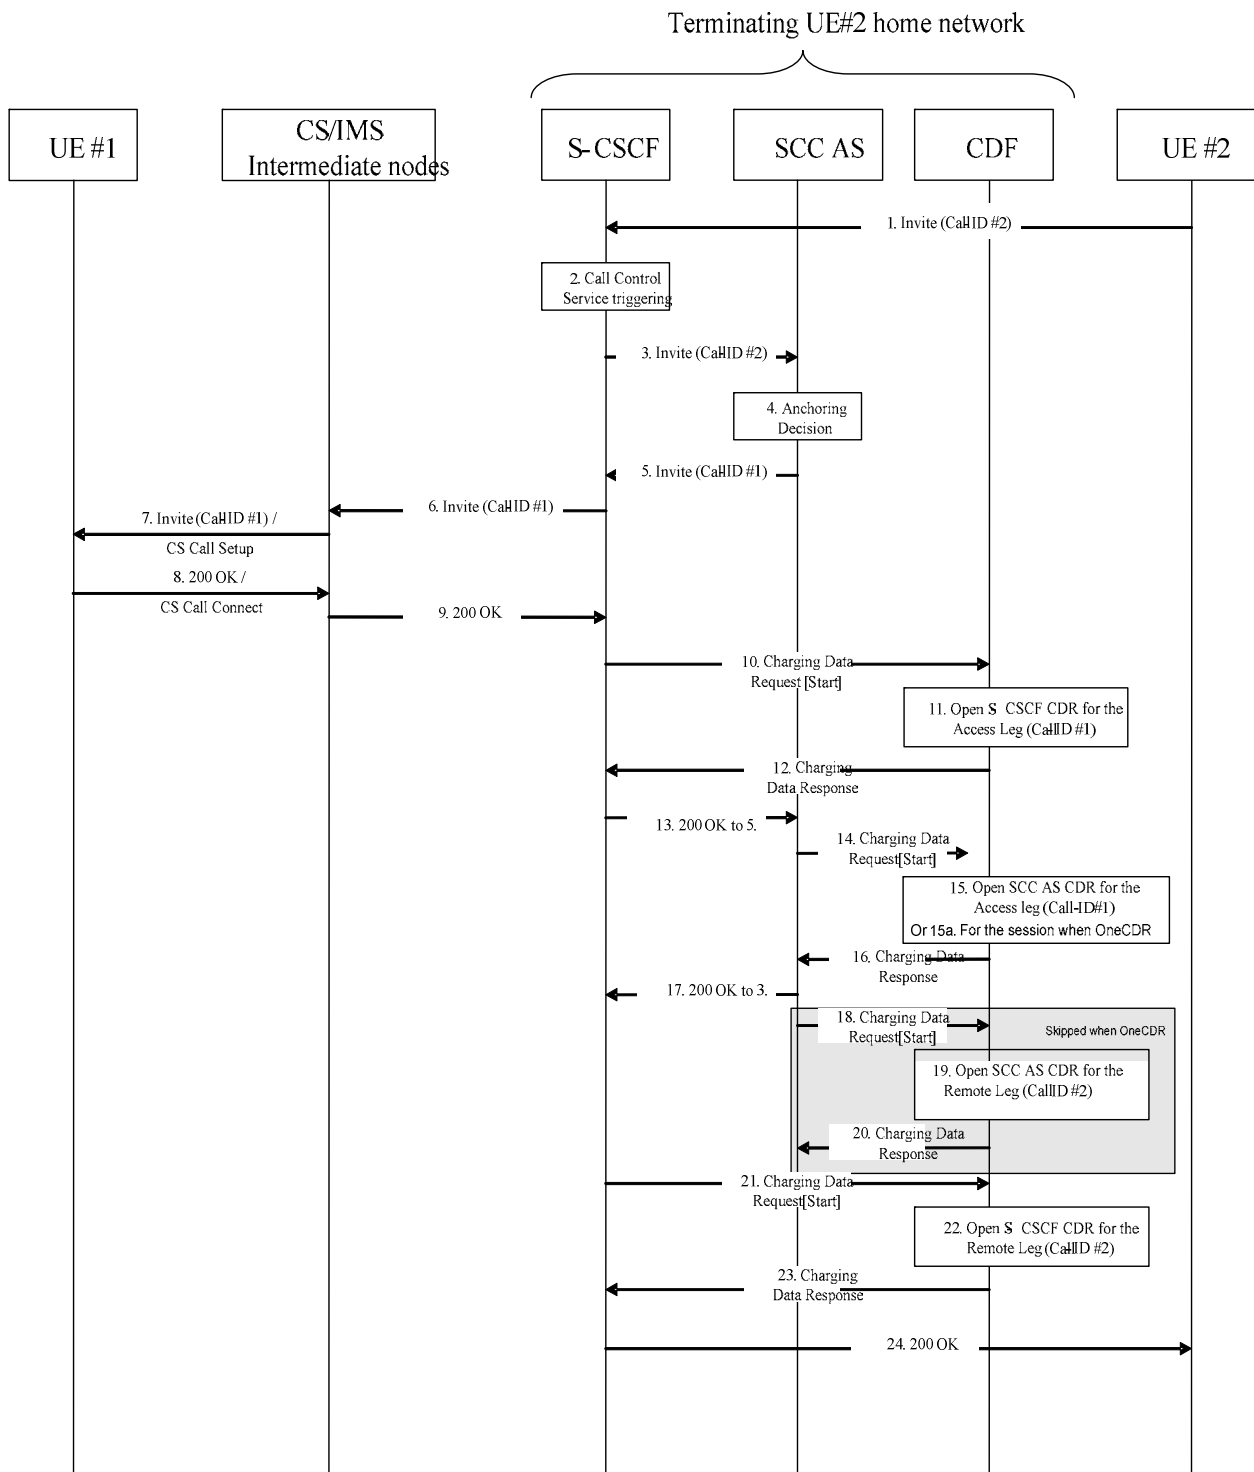 Terminating UE#2 home network
UE #1
CS/IMS
Intermediate nodes
S-CSCF
SCC AS
CDF
UE #2
1. Invite (Call-ID #2)
2. Call Control
Service triggering
3. Invite (Call-ID #2)
4. Anchoring
Decision
5. Invite (Call-ID #1)
6. Invite (Call-ID #1)
7. Invite (Call-ID #1) /
CS Call Setup
8. 200 OK /
CS Call Connect
9. 200 OK
10. Charging Data
Request [Start]
11. Open S CSCF CDR for the
Access Leg (Call-ID #1)
12. Charging
Data Response
13. 200 OK to 5.
14. Charging Data
Request[Start]
15. Open SCC AS CDR for the
Access leg (Call-ID#1)
Or 15a. For the session when OneCDR
16. Charging Data
Response
17. 200 OK to 3.
18. Charging Data
Request[Start]
Skipped when OneCDR
19. Open SCC AS CDR for the
Remote Leg (Call-ID #2)
20. Charging Data
Response
21. Charging Data
Request[Start]
22. Open S CSCF CDR for the
Remote Leg (Call-ID #2)
23. Charging
Data Response
24. 200 OK